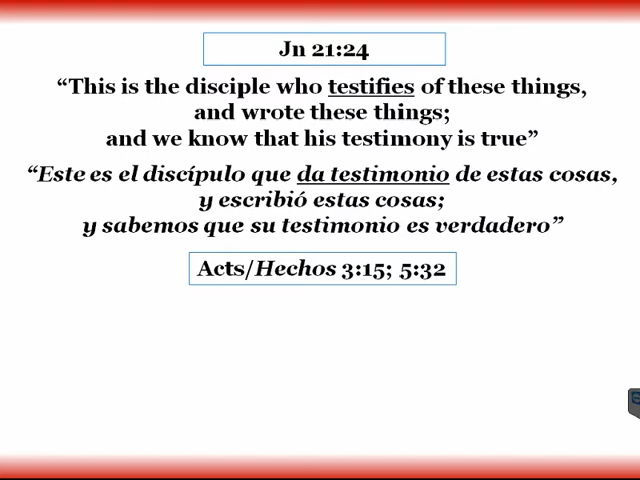 Jn 21:24
“This is the disciple who testifies of these things,
and wrote these things;
and we know that his testimony is true”
“Este es el discípulo que da testimonio de estas cosas,
y escribió estas cosas;
y sabemos que su testimonio es verdadero”
Acts/Hechos 3:15; 5:32